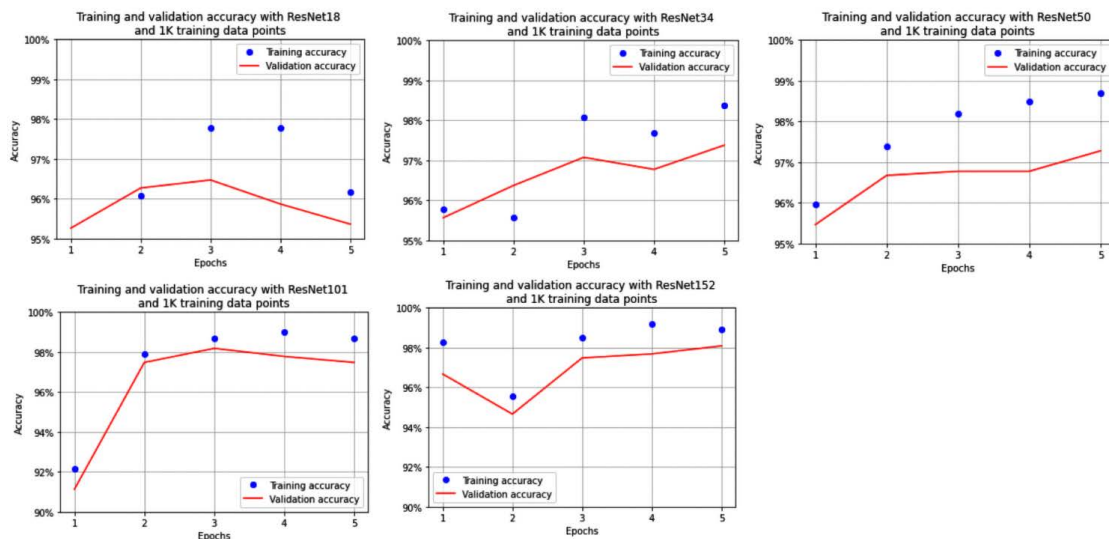 Training and validation accuracy with ResNet18
and 1K training data points
100%
99%
98%
97%
96%
95%
Accuracy
Training accuracy
Validation accuracy
1 2 3 4 5
Epochs
Training and validation accuracy with ResNet34
and 1K training data points
100%
99%
98%
97%
96%
95%
Accuracy
Training accuracy
Validation accuracy
1 2 3 4 5
Epochs
Training and validation accuracy with ResNet50
and 1K training data points
100%
99%
98%
97%
96%
95%
Accuracy
Training accuracy
Validation accuracy
1 2 3 4 5
Epochs
Training and validation accuracy with ResNet101
and 1K training data points
100%
98%
96%
94%
92%
90%
Accuracy
Training accuracy
Validation accuracy
1 2 3 4 5
Epochs
Training and validation accuracy with ResNet152
and 1K training data points
100%
98%
96%
94%
92%
90%
Accuracy
Training accuracy
Validation accuracy
1 2 3 4 5
Epochs